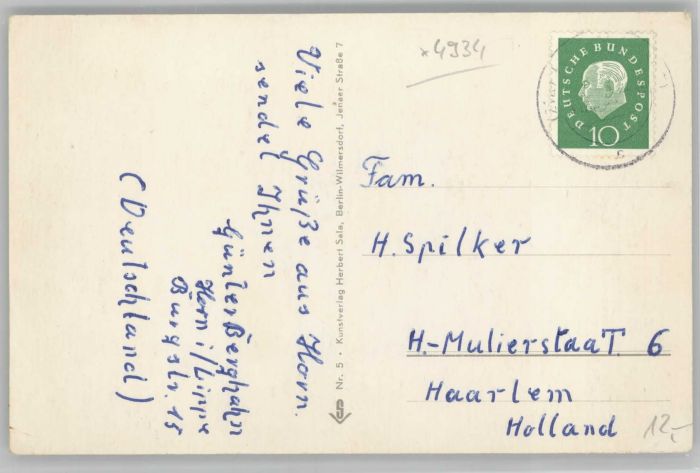 Viele Grüße aus Horn.
sendet Ihnen
Günter Berghahn
Horn i/Lippe
Burgstr. 15
(Deutschland)
Nr. 5 • Kunstverlag Herbert Sala, Berlin-Wilmersdorf, Jenaer Straße 7
*4934
DEUTSCHE BUNDESPOST
10
Fam.
H. Spilker
H.-MulierstaaT. 6
Haarlem
Holland
12,-